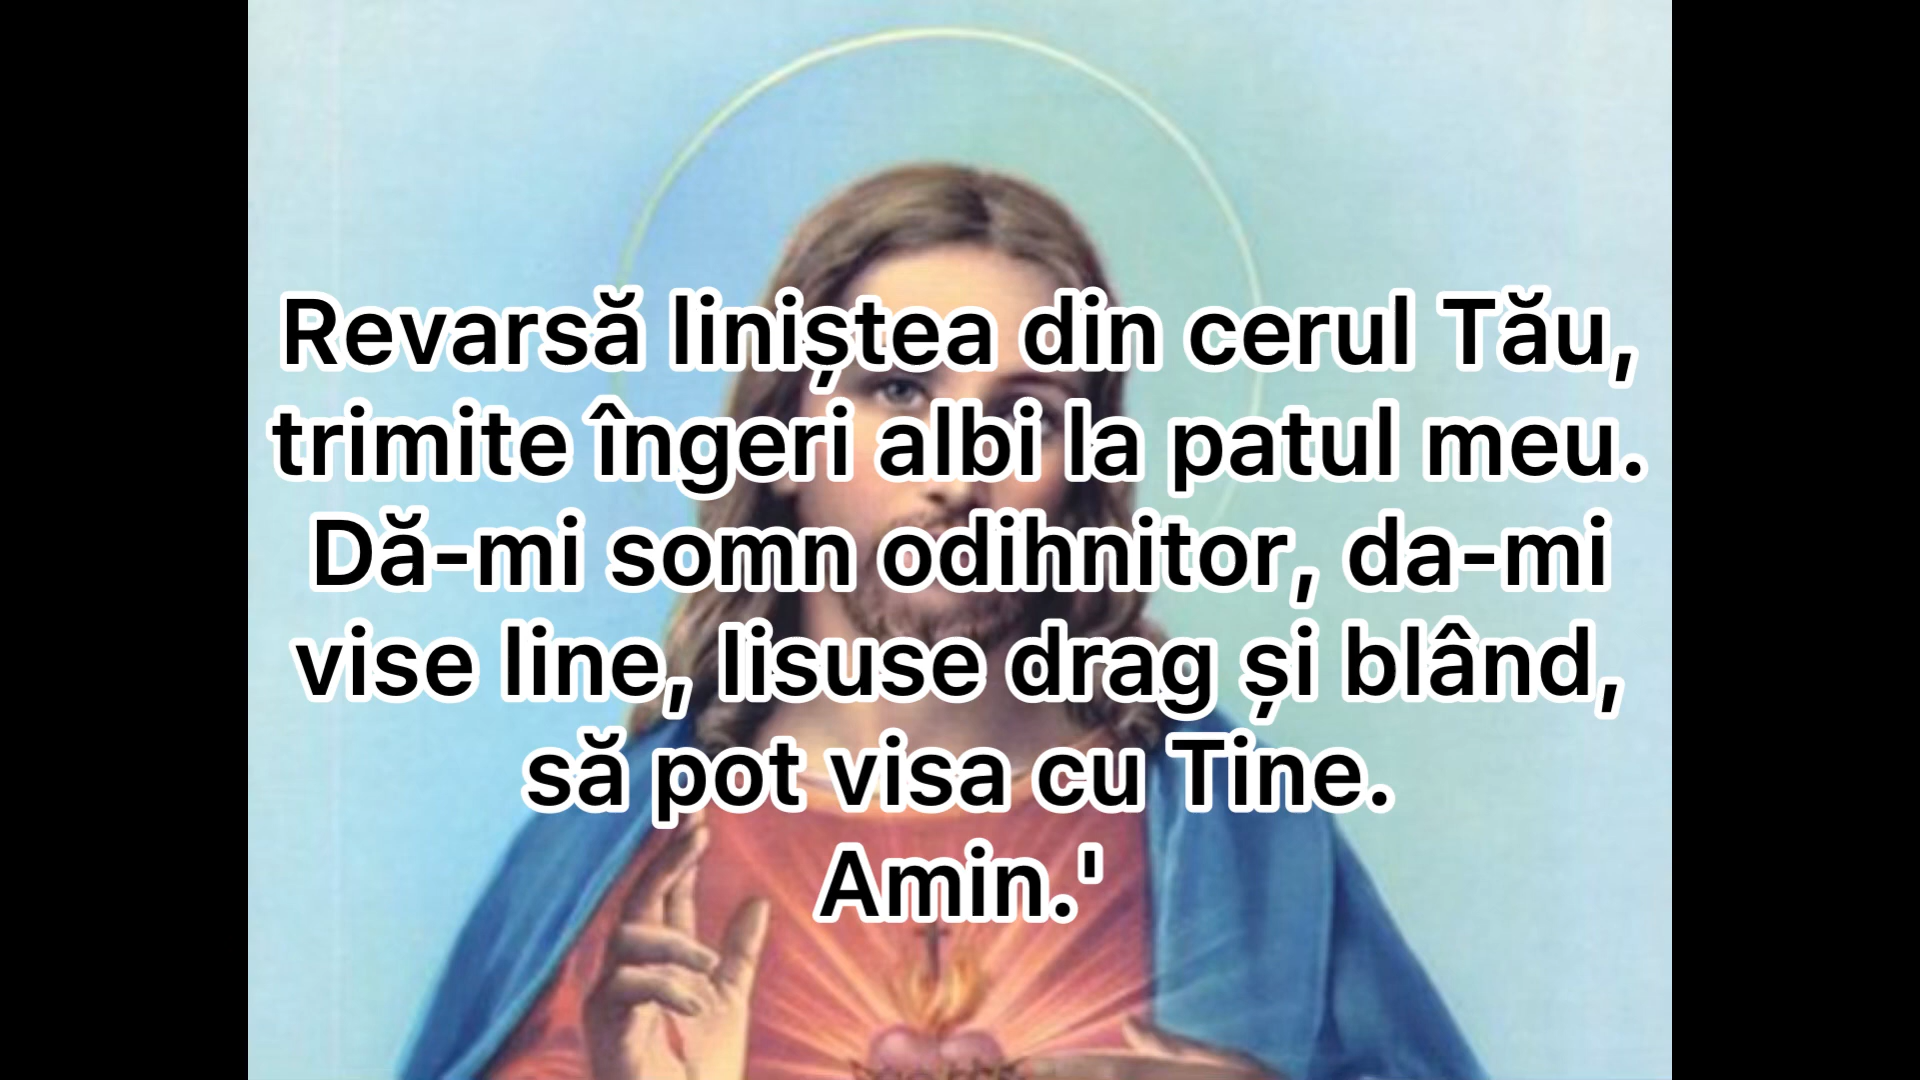 Revarsă liniștea din cerul Tău,
trimite îngeri albi la patul meu.
Dă-mi somn odihnitor, da-mi
vise line, Iisuse drag și blând,
să pot visa cu Tine.
Amin.'